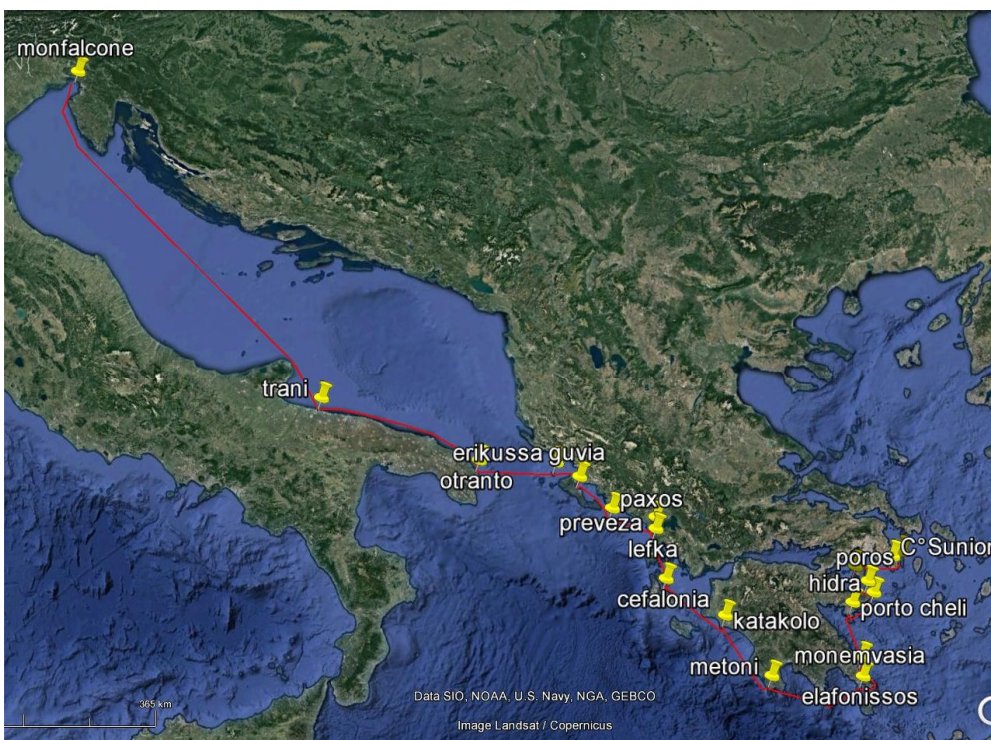 monfalcone
trani
erikussa guvia
otranto
paxos
preveza
lefka
C°Sunion
poros
hidra
cefalonia
porto cheli
katakolo
monemvasia
metoni
elafonissos
365 km
Data SIO, NOAA, U.S. Navy, NGA, GEBCO
Image Landsat / Copernicus